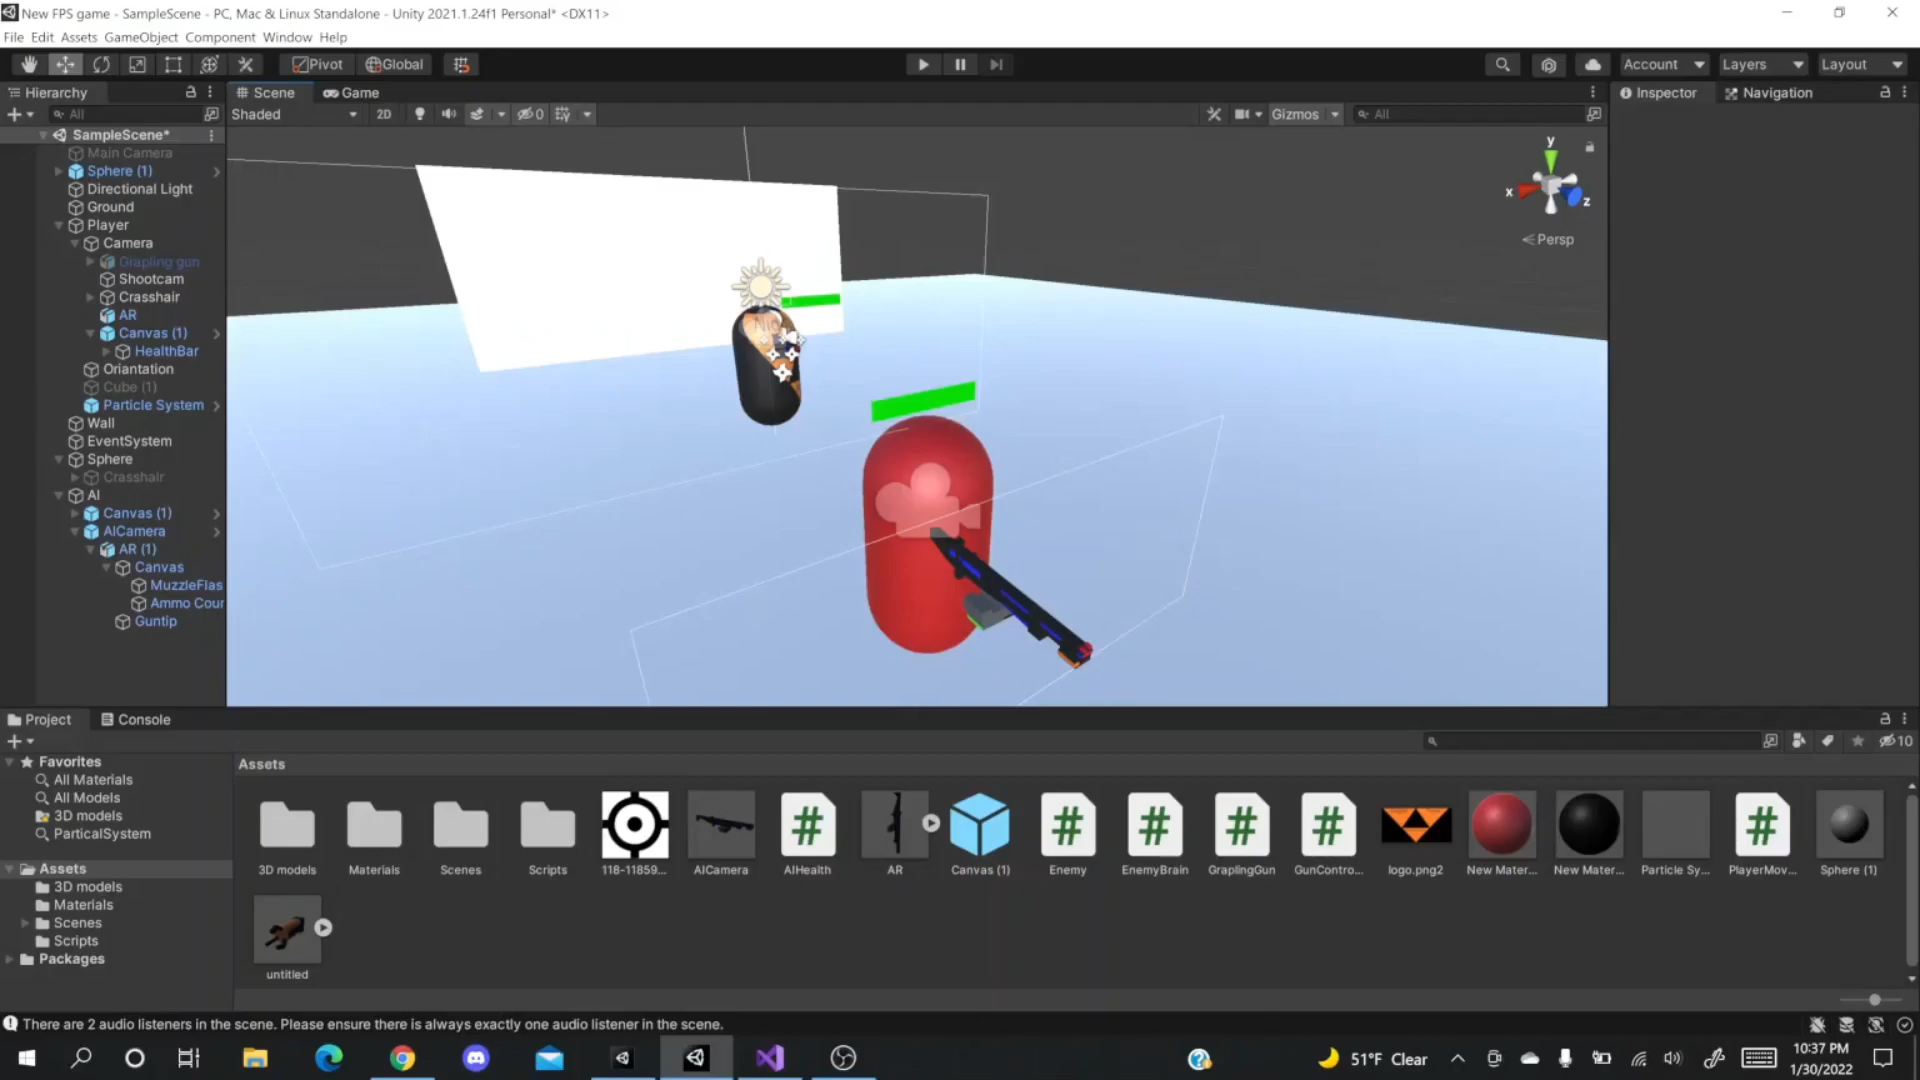 New FPS game - SampleScene - PC, Mac & Linux Standalone - Unity 2021.1.24f1 Personal* <DX11>
File Edit Assets GameObject Component Window Help
Pivot Global Account Layers Layout
Hierarchy Scene Game Inspector Navigation
All Shaded 2D 0 Gizmos All
SampleScene*
Main Camera
Sphere (1)
Directional Light
Ground
Player
Camera
Grapling gun
Shootcam
Crasshair
AR
Canvas (1)
HealthBar
Oriantation
Cube (1)
Particle System
Wall
EventSystem
Sphere
Crasshair
AI
Canvas (1)
AICamera
AR (1)
Canvas
MuzzleFlas
Ammo Cour
Guntip
y
x
z
Persp
Project Console
10
Favorites
All Materials
All Models
3D models
ParticalSystem
Assets
3D models
Materials
Scenes
Scripts
Packages
Assets
3D models Materials Scenes Scripts 118-11859... AICamera AIHealth AR Canvas (1) Enemy EnemyBrain GraplingGun GunContro... logo.png2 New Mater... New Mater... Particle Sy... PlayerMov... Sphere (1)
untitled
There are 2 audio listeners in the scene. Please ensure there is always exactly one audio listener in the scene.
51°F Clear
10:37 PM
1/30/2022